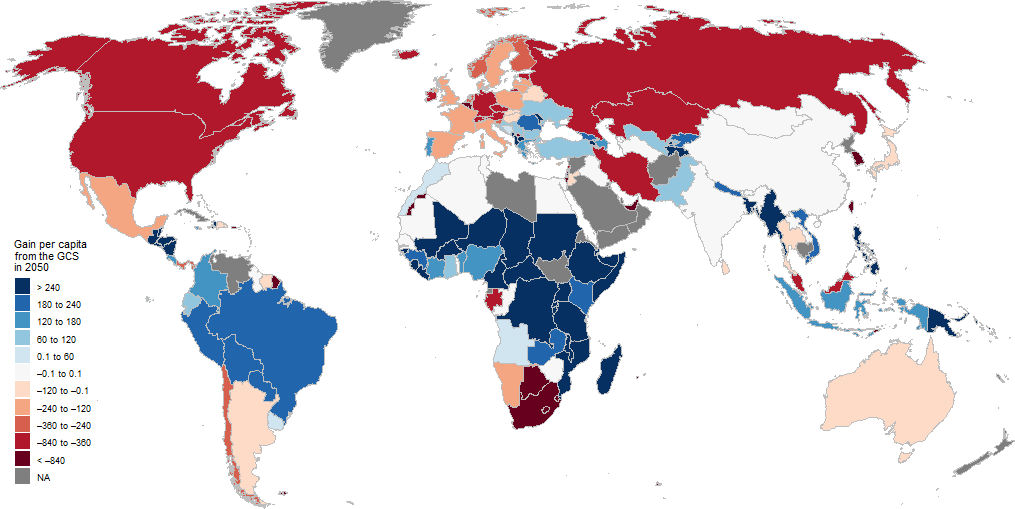 Gain per capita
from the GCS
in 2050
> 240
180 to 240
120 to 180
60 to 120
0.1 to 60
−0.1 to 0.1
−120 to −0.1
−240 to −120
−360 to −240
−840 to −360
< −840
NA